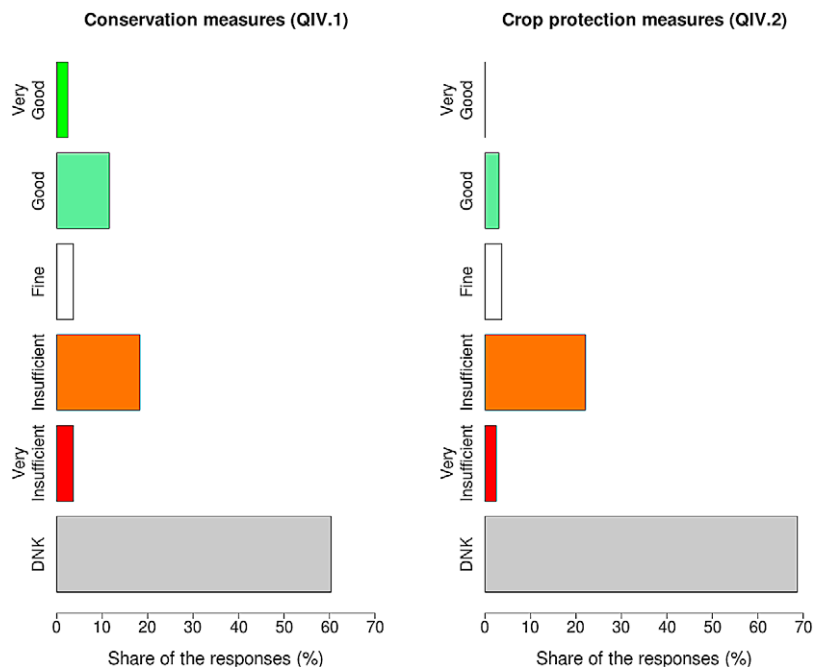 Conservation measures (QIV.1)
Very
Good
Good
Fine
Insufficient
Very
Insufficient
DNK
0 10 20 30 40 50 60 70
Share of the responses (%)
Crop protection measures (QIV.2)
Very
Good
Good
Fine
Insufficient
Very
Insufficient
DNK
0 10 20 30 40 50 60 70
Share of the responses (%)